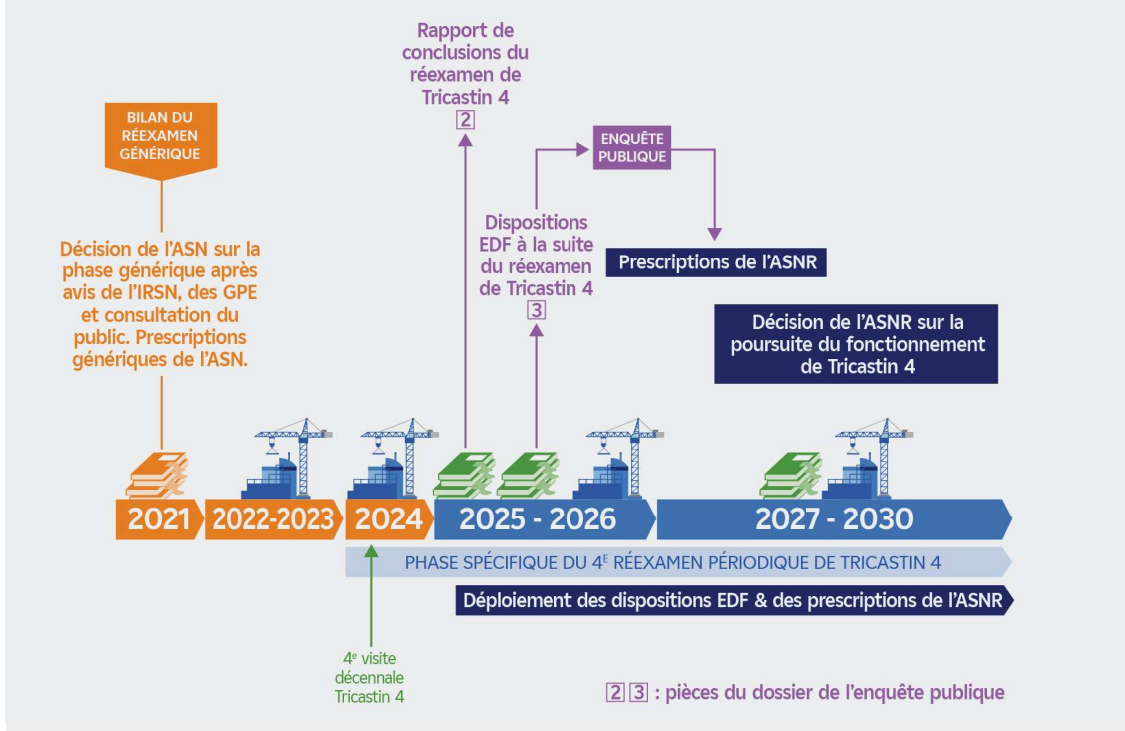 Rapport de
conclusions du
réexamen de
Tricastin 4
2
BILAN DU
RÉEXAMEN
GÉNÉRIQUE
ENQUÊTE
PUBLIQUE
Décision de l’ASN sur la
phase générique après
avis de l’IRSN, des GPE
et consultation du
public. Prescriptions
génériques de l’ASN.
Dispositions
EDF à la suite
du réexamen
de Tricastin 4
3
Prescriptions de l’ASNR
Décision de l’ASNR sur la
poursuite du fonctionnement
de Tricastin 4
2021
2022-2023
2024
2025 - 2026
2027 - 2030
PHASE SPÉCIFIQUE DU 4E RÉEXAMEN PÉRIODIQUE DE TRICASTIN 4
Déploiement des dispositions EDF & des prescriptions de l’ASNR
4e visite
décennale
Tricastin 4
2 3 : pièces du dossier de l’enquête publique